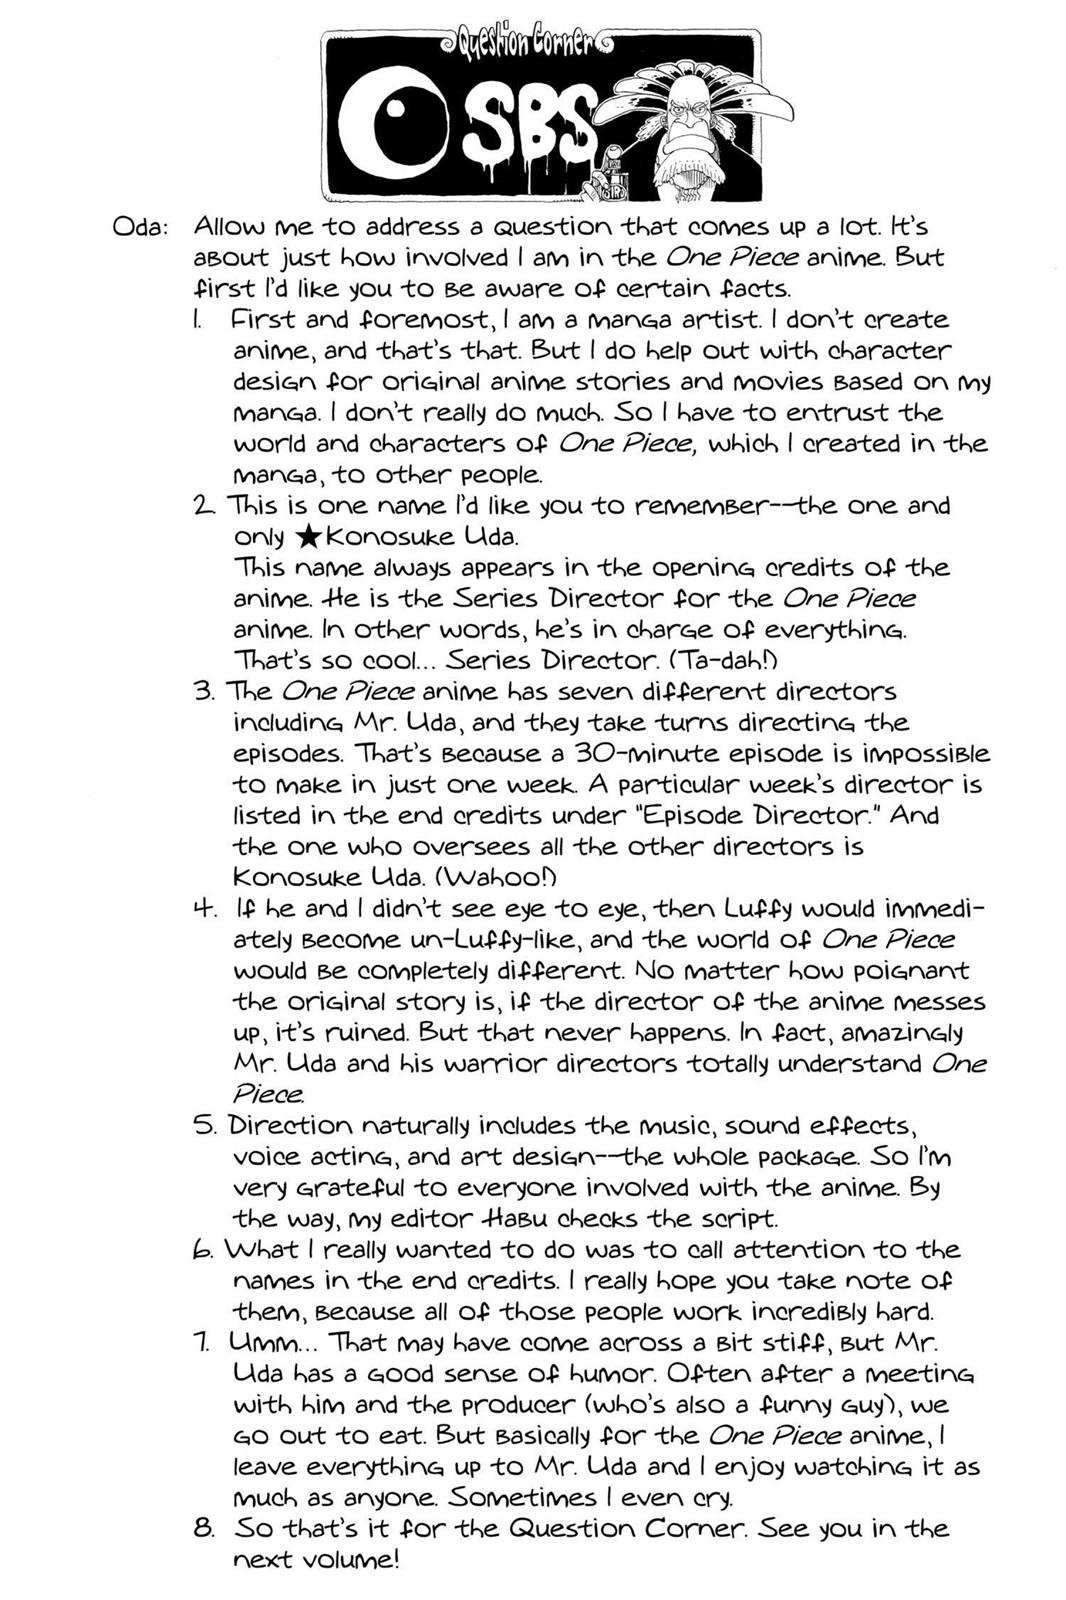 Question Corner
SBS
Oda: Allow me to address a question that comes up a lot. It's
about just how involved I am in the One Piece anime. But
first I'd like you to be aware of certain facts.
1. First and foremost, I am a manga artist. I don't create
anime, and that's that. But I do help out with character
design for original anime stories and movies based on my
manga. I don't really do much. So I have to entrust the
world and characters of One Piece, which I created in the
manga, to other people.
2. This is one name I'd like you to remember--the one and
only ★Konosuke Uda.
This name always appears in the opening credits of the
anime. He is the Series Director for the One Piece
anime. In other words, he's in charge of everything.
That's so cool... Series Director. (Ta-dah!)
3. The One Piece anime has seven different directors
including Mr. Uda, and they take turns directing the
episodes. That's because a 30-minute episode is impossible
to make in just one week. A particular week's director is
listed in the end credits under "Episode Director." And
the one who oversees all the other directors is
Konosuke Uda. (Wahoo!)
4. If he and I didn't see eye to eye, then Luffy would immedi-
ately become un-Luffy-like, and the world of One Piece
would be completely different. No matter how poignant
the original story is, if the director of the anime messes
up, it's ruined. But that never happens. In fact, amazingly
Mr. Uda and his warrior directors totally understand One
Piece.
5. Direction naturally includes the music, sound effects,
voice acting, and art design--the whole package. So I'm
very grateful to everyone involved with the anime. By
the way, my editor Habu checks the script.
6. What I really wanted to do was to call attention to the
names in the end credits. I really hope you take note of
them, because all of those people work incredibly hard.
7. Umm... That may have come across a bit stiff, but Mr.
Uda has a good sense of humor. Often after a meeting
with him and the producer (who's also a funny guy), we
go out to eat. But basically for the One Piece anime, I
leave everything up to Mr. Uda and I enjoy watching it as
much as anyone. Sometimes I even cry.
8. So that's it for the Question Corner. See you in the
next volume!